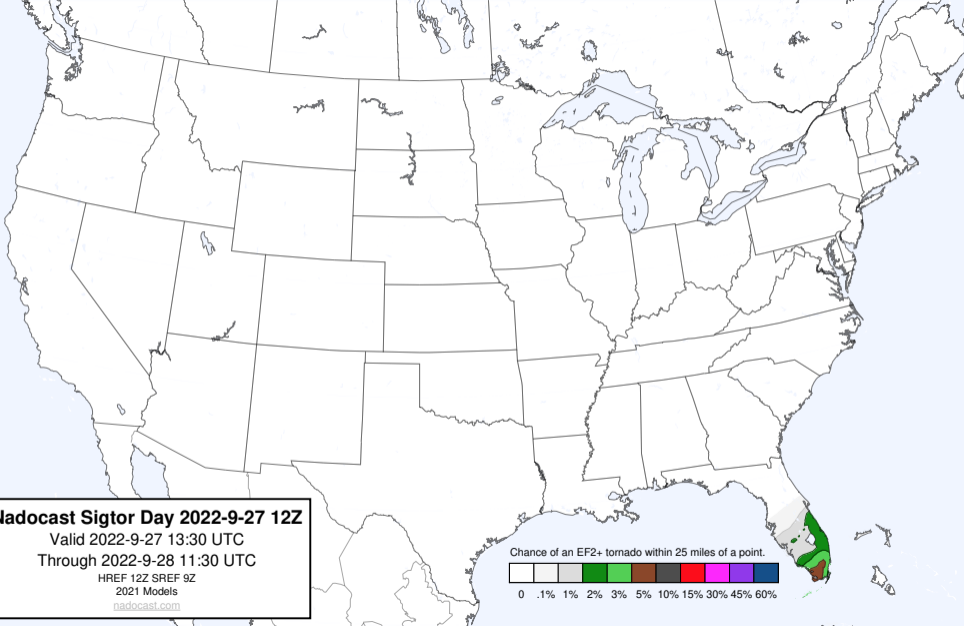 Nadocast Sigtor Day 2022-9-27 12Z
Valid 2022-9-27 13:30 UTC
Through 2022-9-28 11:30 UTC
HREF 12Z SREF 9Z
2021 Models
nadocast.com
Chance of an EF2+ tornado within 25 miles of a point.
0 .1% 1% 2% 3% 5% 10% 15% 30% 45% 60%